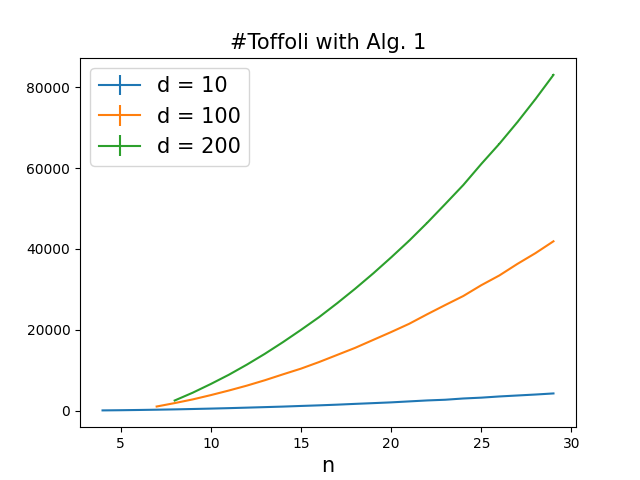 #Toffoli with Alg. 1
d = 10
d = 100
d = 200
80000
60000
40000
20000
0
5 10 15 20 25 30
n